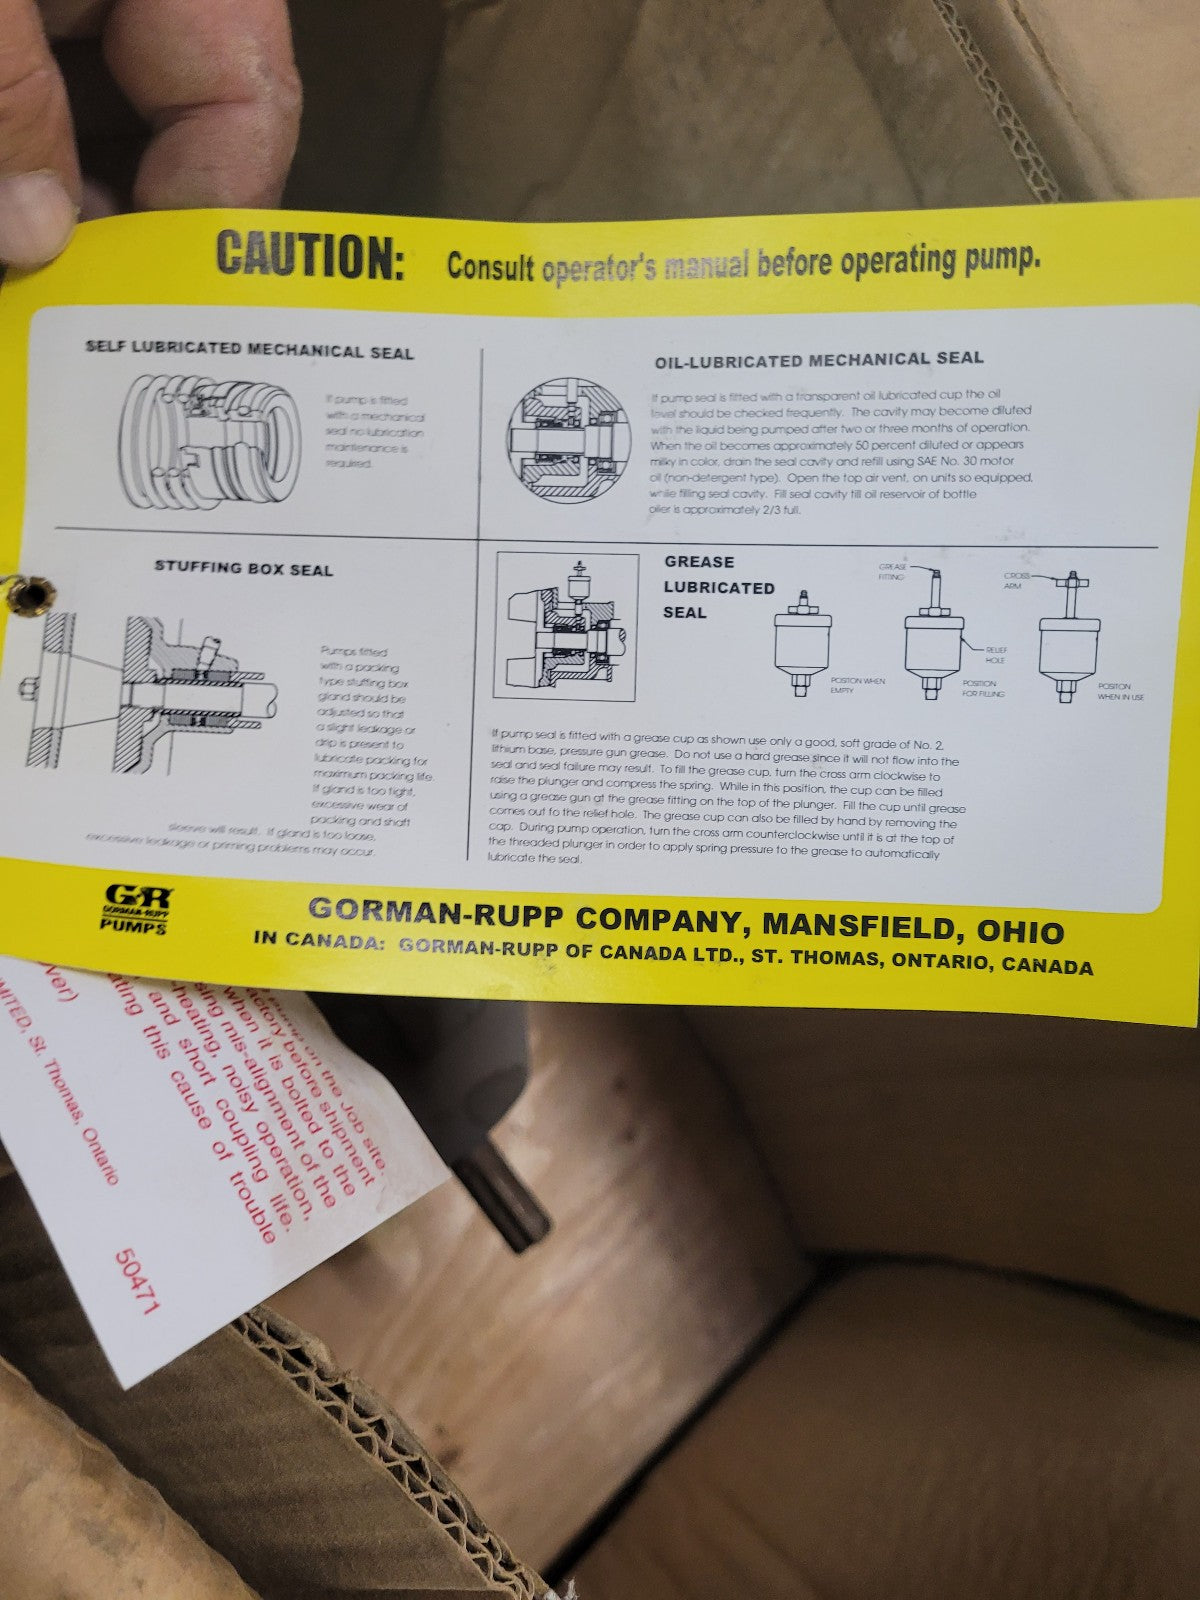 CAUTION: Consult operator's manual before operating pump.
SELF LUBRICATED MECHANICAL SEAL
If pump is fitted
with a mechanical
seal no lubrication
maintenance is
required.
OIL-LUBRICATED MECHANICAL SEAL
If pump seal is fitted with a transparent oil lubricated cup the oil
level should be checked frequently. The cavity may become diluted
with the liquid being pumped after two or three months of operation.
When the oil becomes approximately 50 percent diluted or appears
milky in color, drain the seal cavity and refill using SAE No. 30 motor
oil (non-detergent type). Open the top air vent, on units so equipped,
while filling seal cavity. Fill seal cavity till oil reservoir of bottle
oiler is approximately 2/3 full.
STUFFING BOX SEAL
Pumps fitted
with a packing
type stuffing box
gland should be
adjusted so that
a slight leakage or
drip is present to
lubricate packing for
maximum packing life.
If gland is too tight,
excessive wear of
packing and shaft
sleeve will result. If gland is too loose,
excessive leakage or priming problems may occur.
GREASE
LUBRICATED
SEAL
GREASE
FITTING
CROSS
ARM
RELIEF
HOLE
POSITON WHEN
EMPTY
POSITION
FOR FILLING
POSITON
WHEN IN USE
If pump seal is fitted with a grease cup as shown use only a good, soft grade of No. 2,
lithium base, pressure gun grease. Do not use a hard grease since it will not flow into the
seal and seal failure may result. To fill the grease cup, turn the cross arm clockwise to
raise the plunger and compress the spring. While in this position, the cup can be filled
using a grease gun at the grease fitting on the top of the plunger. Fill the cup until grease
comes out fo the relief hole. The grease cup can also be filled by hand by removing the
cap. During pump operation, turn the cross arm counterclockwise until it is at the top of
the threaded plunger in order to apply spring pressure to the grease to automatically
lubricate the seal.
GR
GORMAN-RUPP
PUMPS
GORMAN-RUPP COMPANY, MANSFIELD, OHIO
IN CANADA: GORMAN-RUPP OF CANADA LTD., ST. THOMAS, ONTARIO, CANADA
pump on the job site.
actory before shipment
when it is bolted to the
sing mis-alignment of the
-heating, noisy operation,
and short coupling life.
ating this cause of trouble
ver)
MITED, St. Thomas, Ontario
50471